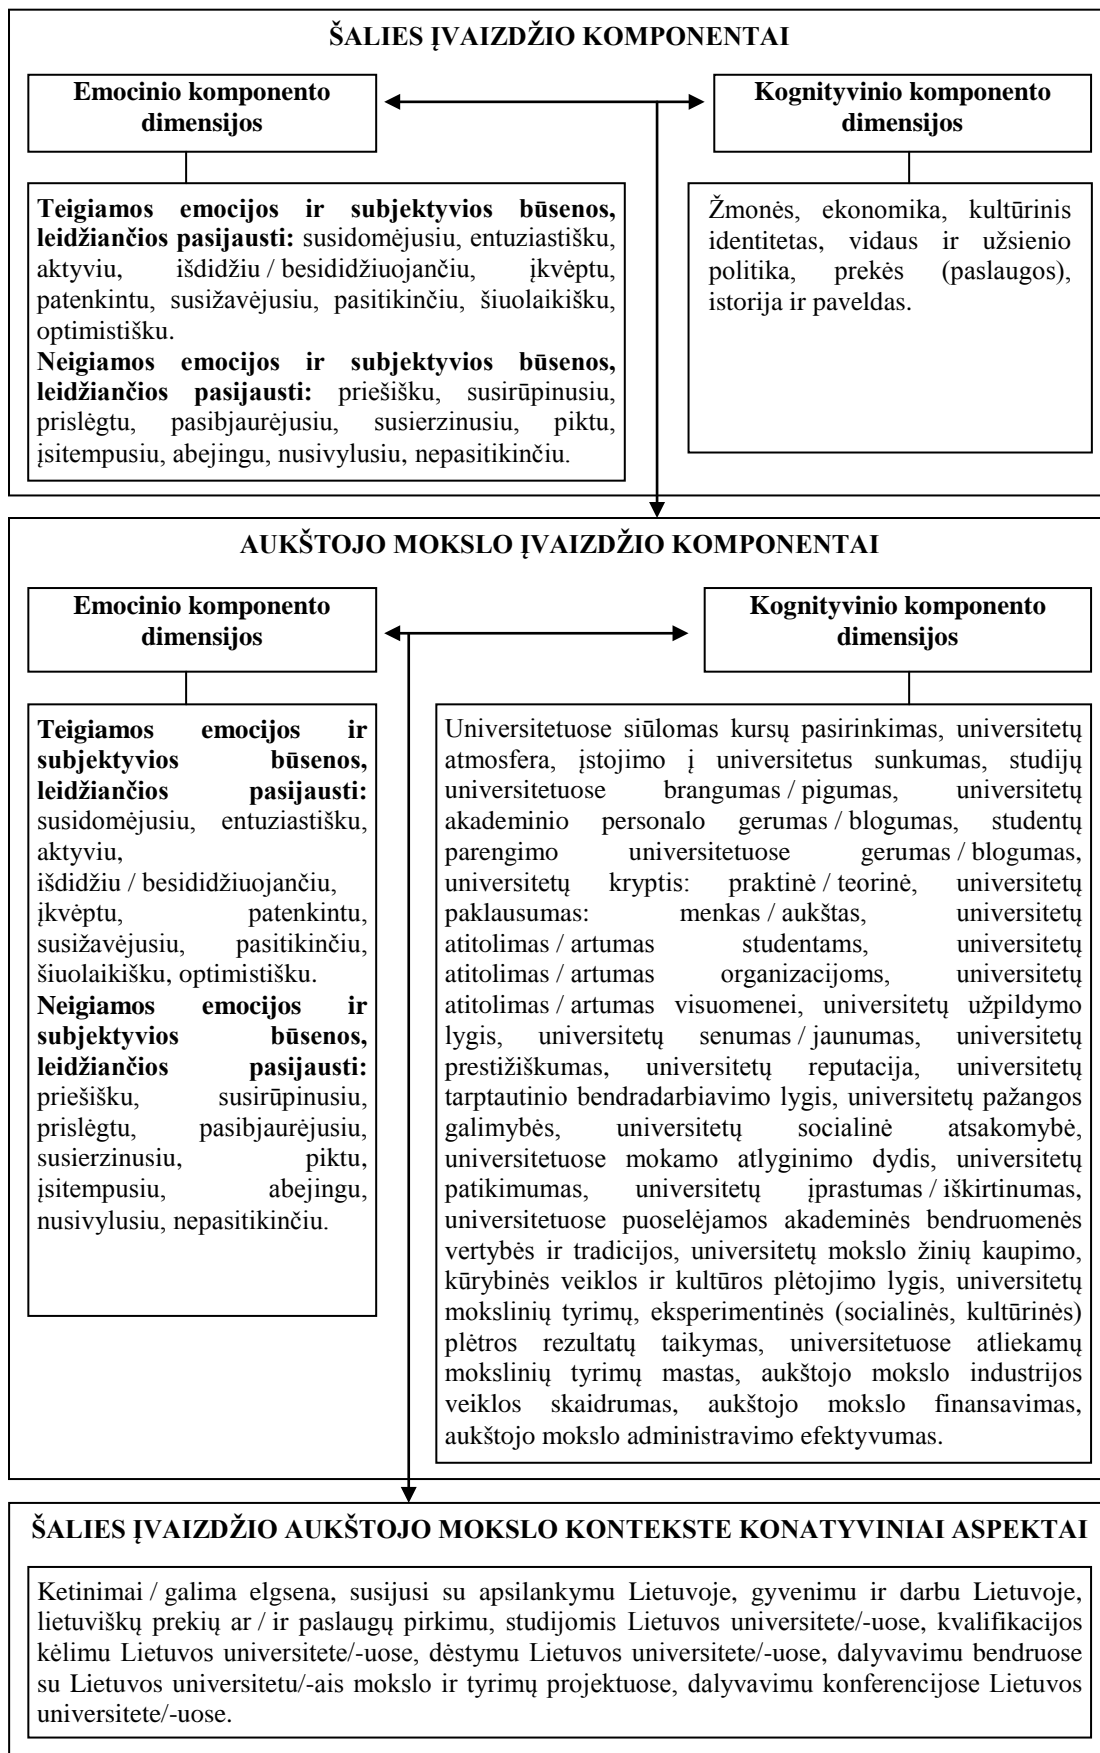 ŠALIES ĮVAIZDŽIO KOMPONENTAI
Emocinio komponento
dimensijos
Kognityvinio komponento
dimensijos
Teigiamos emocijos ir subjektyvios būsenos,
leidžiančios pasijausti: susidomėjusiu, entuziastišku,
aktyviu, išdidžiu / besididžiuojančiu, įkvėptu,
patenkintu, susižavėjusiu, pasitikinčiu, šiuolaikišku,
optimistišku.
Neigiamos emocijos ir subjektyvios būsenos,
leidžiančios pasijausti: priešišku, susirūpinusiu,
prislėgtu, pasibjaurėjusiu, susierzinusiu, piktu,
įsitempusiu, abejingu, nusivylusiu, nepasitikinčiu.
Žmonės, ekonomika, kultūrinis
identitetas, vidaus ir užsienio
politika, prekės (paslaugos),
istorija ir paveldas.
AUKŠTOJO MOKSLO ĮVAIZDŽIO KOMPONENTAI
Emocinio komponento
dimensijos
Kognityvinio komponento
dimensijos
Teigiamos emocijos ir
subjektyvios būsenos,
leidžiančios pasijausti:
susidomėjusiu, entuziastišku,
aktyviu,
išdidžiu / besididžiuojančiu,
įkvėptu, patenkintu,
susižavėjusiu, pasitikinčiu,
šiuolaikišku, optimistišku.
Neigiamos emocijos ir
subjektyvios būsenos,
leidžiančios pasijausti:
priešišku, susirūpinusiu,
prislėgtu, pasibjaurėjusiu,
susierzinusiu, piktu,
įsitempusiu, abejingu,
nusivylusiu, nepasitikinčiu.
Universitetuose siūlomas kursų pasirinkimas, universitetų
atmosfera, įstojimo į universitetus sunkumas, studijų
universitetuose brangumas / pigumas, universitetų
akademinio personalo gerumas / blogumas, studentų
parengimo universitetuose gerumas / blogumas,
universitetų kryptis: praktinė / teorinė, universitetų
paklausumas: menkas / aukštas, universitetų
atitolimas / artumas studentams, universitetų
atitolimas / artumas organizacijoms, universitetų
atitolimas / artumas visuomenei, universitetų užpildymo
lygis, universitetų senumas / jaunumas, universitetų
prestižiškumas, universitetų reputacija, universitetų
tarptautinio bendradarbiavimo lygis, universitetų pažangos
galimybės, universitetų socialinė atsakomybė,
universitetuose mokamo atlyginimo dydis, universitetų
patikimumas, universitetų įprastumas / iškirtinumas,
universitetuose puoselėjamos akademinės bendruomenės
vertybės ir tradicijos, universitetų mokslo žinių kaupimo,
kūrybinės veiklos ir kultūros plėtojimo lygis, universitetų
mokslinių tyrimų, eksperimentinės (socialinės, kultūrinės)
plėtros rezultatų taikymas, universitetuose atliekamų
mokslinių tyrimų mastas, aukštojo mokslo industrijos
veiklos skaidrumas, aukštojo mokslo finansavimas,
aukštojo mokslo administravimo efektyvumas.
ŠALIES ĮVAIZDŽIO AUKŠTOJO MOKSLO KONTEKSTE KONATYVINIAI ASPEKTAI
Ketinimai / galima elgsena, susijusi su apsilankymu Lietuvoje, gyvenimu ir darbu Lietuvoje,
lietuviškų prekių ar / ir paslaugų pirkimu, studijomis Lietuvos universitete/-uose, kvalifikacijos
kėlimu Lietuvos universitete/-uose, dėstymu Lietuvos universitete/-uose, dalyvavimu bendruose
su Lietuvos universitetu/-ais mokslo ir tyrimų projektuose, dalyvavimu konferencijose Lietuvos
universitete/-uose.